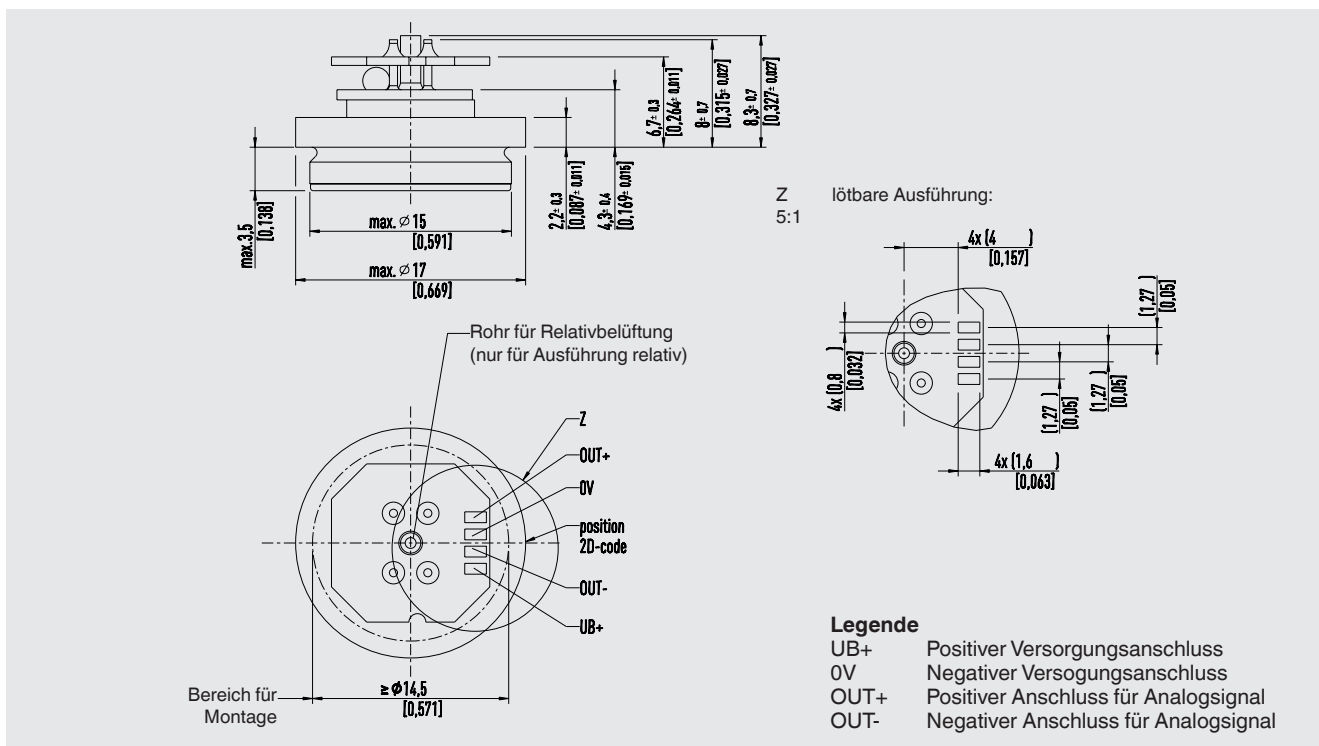 6,7± 0,3
[0,264± 0,011]
8± 0,7
[0,315± 0,027]
8,3± 0,7
[0,327± 0,027]
2,2± 0,3
[0,087± 0,011]
4,3± 0,4
[0,169± 0,015]
max.3,5
[0,138]
max. ⌀ 15
[0,591]
max. ⌀ 17
[0,669]
Z lötbare Ausführung:
5:1
4x (4 )
[0,157]
(1,27 )
[0,05]
(1,27 )
[0,05]
(1,27 )
[0,05]
4x (0,8 )
[0,032]
4x (1,6 )
[0,063]
Rohr für Relativbelüftung
(nur für Ausführung relativ)
Z
OUT+
0V
position
2D-code
OUT-
UB+
Bereich für
Montage
≥ ⌀14,5
[0,571]
Legende
UB+ Positiver Versorgungsanschluss
0V Negativer Versogungsanschluss
OUT+ Positiver Anschluss für Analogsignal
OUT- Negativer Anschluss für Analogsignal